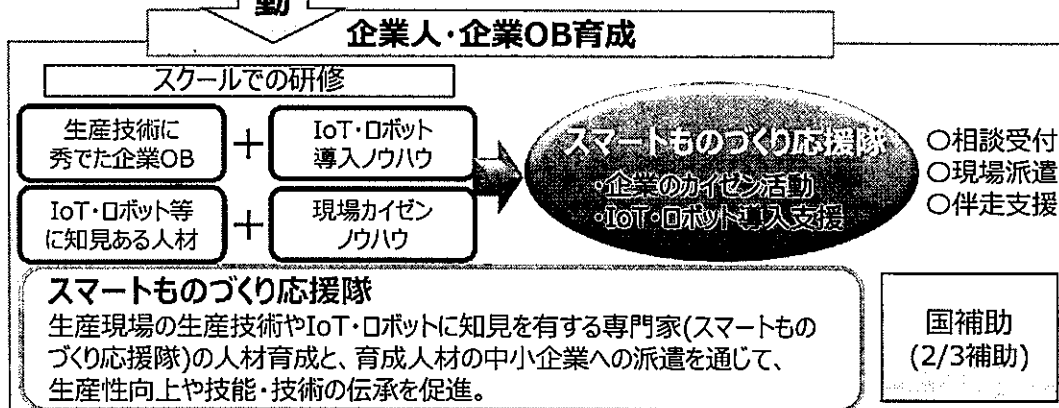 動
企業人・企業OB育成
スクールでの研修
生産技術に
秀でた企業OB
+
IoT・ロボット
導入ノウハウ
IoT・ロボット等
に知見ある人材
+
現場カイゼン
ノウハウ
スマートものづくり応援隊
・企業のカイゼン活動
・IoT・ロボット導入支援
○相談受付
○現場派遣
○伴走支援
スマートものづくり応援隊
生産現場の生産技術やIoT・ロボットに知見を有する専門家(スマートもの
づくり応援隊)の人材育成と、育成人材の中小企業への派遣を通じて、
生産性向上や技能・技術の伝承を促進。
国補助
(2/3補助)